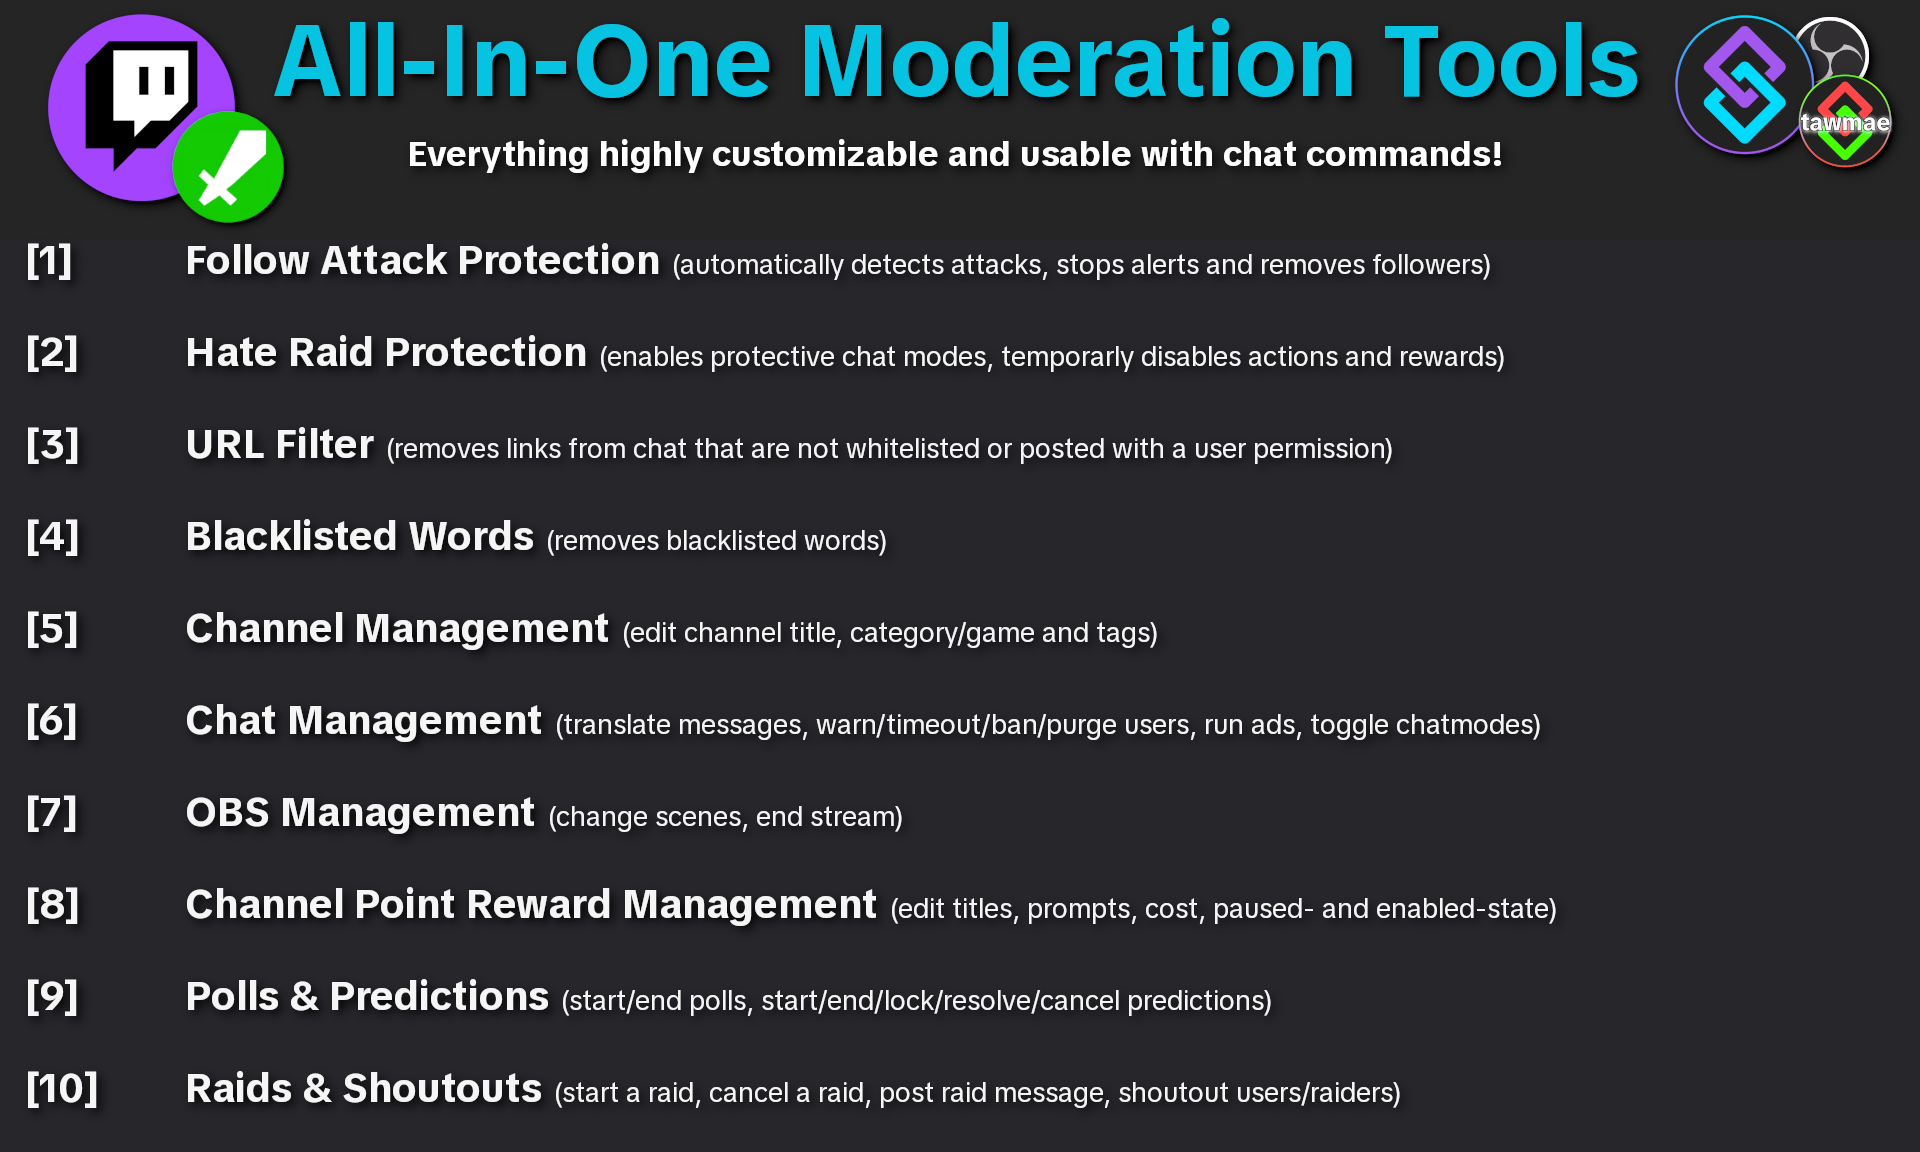 All-In-One Moderation Tools
Everything highly customizable and usable with chat commands!
tawmae
[1] Follow Attack Protection (automatically detects attacks, stops alerts and removes followers)
[2] Hate Raid Protection (enables protective chat modes, temporarly disables actions and rewards)
[3] URL Filter (removes links from chat that are not whitelisted or posted with a user permission)
[4] Blacklisted Words (removes blacklisted words)
[5] Channel Management (edit channel title, category/game and tags)
[6] Chat Management (translate messages, warn/timeout/ban/purge users, run ads, toggle chatmodes)
[7] OBS Management (change scenes, end stream)
[8] Channel Point Reward Management (edit titles, prompts, cost, paused- and enabled-state)
[9] Polls & Predictions (start/end polls, start/end/lock/resolve/cancel predictions)
[10] Raids & Shoutouts (start a raid, cancel a raid, post raid message, shoutout users/raiders)